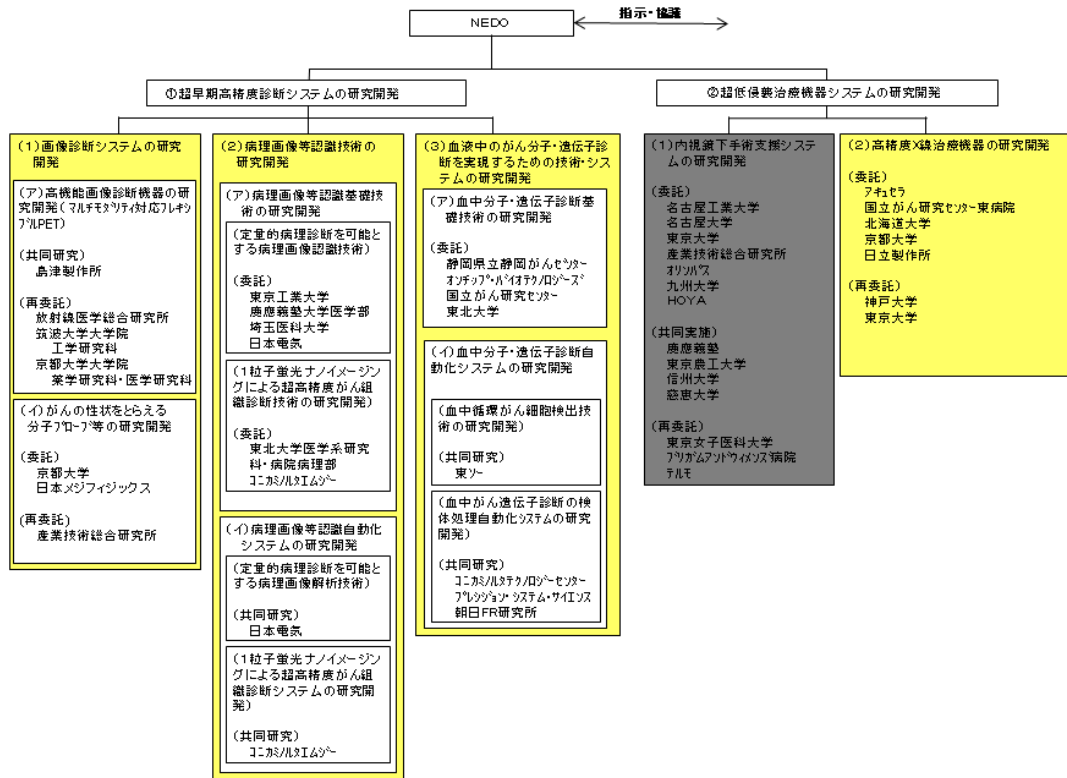 NEDO
指示・協議
①超早期高精度診断システムの研究開発
②超低侵襲治療機器システムの研究開発
(1)画像診断システムの研究
開発
(ア)高機能画像診断機器の研
究開発(マルチモダリティ対応フレキシ
ブルPET)
(共同研究)
島津製作所
(再委託)
放射線医学総合研究所
筑波大学大学院
工学研究科
京都大学大学院
薬学研究科・医学研究科
(イ)がんの性状をとらえる
分子プローブ等の研究開発
(委託)
京都大学
日本メジフィジックス
(再委託)
産業技術総合研究所
(2)病理画像等認識技術の
研究開発
(ア)病理画像等認識基礎技
術の研究開発
(定量的病理診断を可能と
する病理画像認識技術)
(委託)
東京工業大学
慶應義塾大学医学部
埼玉医科大学
日本電気
(1粒子蛍光ナノイメージン
グによる超高精度がん組
織診断技術の研究開発)
(委託)
東北大学医学系研究
科・病院病理部
コニカミノルタエムジー
(イ)病理画像等認識自動化
システムの研究開発
(定量的病理診断を可能と
する病理画像解析技術)
(共同研究)
日本電気
(1粒子蛍光ナノイメージン
グによる超高精度がん組
織診断システムの研究開
発)
(共同研究)
コニカミノルタエムジー
(3)血液中のがん分子・遺伝子診
断を実現するための技術・シス
テムの研究開発
(ア)血中分子・遺伝子診断基
礎技術の研究開発
(委託)
静岡県立静岡がんセンター
オンチップ・バイオテクノロジーズ
国立がん研究センター
東北大学
(イ)血中分子・遺伝子診断自
動化システムの研究開発
(血中循環がん細胞検出技
術の研究開発)
(共同研究)
東ソー
(血中がん遺伝子診断の検
体処理自動化システムの研究
開発)
(共同研究)
コニカミノルタテクノロジーセンター
プレシジョン・システム・サイエンス
朝日FR研究所
(1)内視鏡下手術支援システ
ムの研究開発
(委託)
名古屋工業大学
名古屋大学
東京大学
産業技術総合研究所
オリンパス
九州大学
HOYA
(共同実施)
慶應義塾
東京農工大学
信州大学
慈恵大学
(再委託)
東京女子医科大学
ブリガムアンドウィメンズ病院
テルモ
(2)高精度X線治療機器の研究開発
(委託)
アキュセラ
国立がん研究センター東病院
北海道大学
京都大学
日立製作所
(再委託)
神戸大学
東京大学